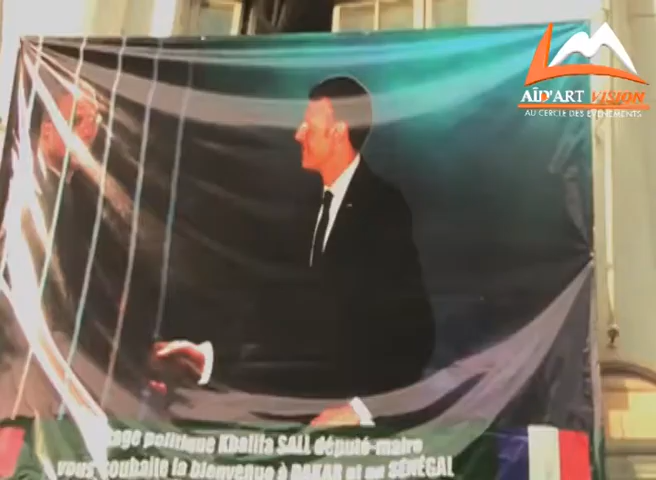 AÏD'ART VISION
AU CERCLE DES ÉVÉNEMENTS
politique Khalifa SALL député-maire
vous souhaite la bienvenue à DAKAR et au SÉNÉGAL